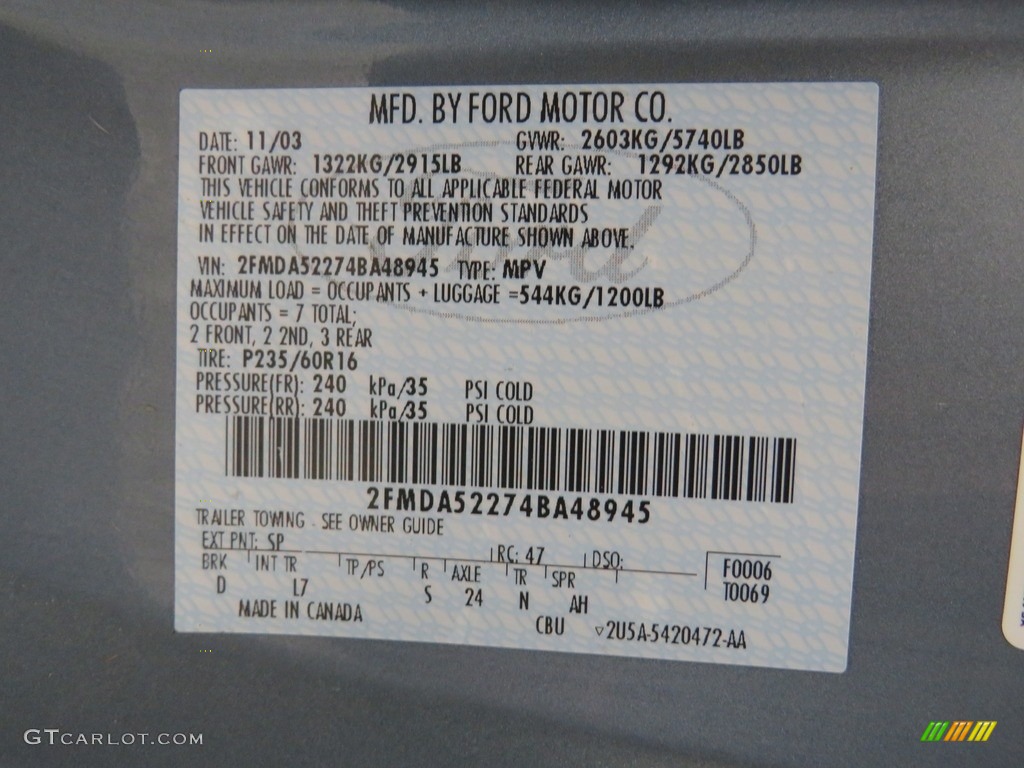 MFD. BY FORD MOTOR CO.
DATE: 11/03 GVWR: 2603KG/5740LB
FRONT GAWR: 1322KG/2915LB REAR GAWR: 1292KG/2850LB
THIS VEHICLE CONFORMS TO ALL APPLICABLE FEDERAL MOTOR
VEHICLE SAFETY AND THEFT PREVENTION STANDARDS
IN EFFECT ON THE DATE OF MANUFACTURE SHOWN ABOVE.
VIN: 2FMDA52274BA48945 TYPE: MPV
MAXIMUM LOAD = OCCUPANTS + LUGGAGE =544KG/1200LB
OCCUPANTS = 7 TOTAL;
2 FRONT, 2 2ND, 3 REAR
TIRE: P235/60R16
PRESSURE(FR): 240 kPa/35 PSI COLD
PRESSURE(RR): 240 kPa/35 PSI COLD
2FMDA52274BA48945
TRAILER TOWING - SEE OWNER GUIDE
EXT PNT: SP RC: 47 DSO:
BRK INT TR TP/PS R AXLE TR SPR F0006
D L7 S 24 N AH T0069
MADE IN CANADA CBU ▽2U5A-5420472-AA
Ford
GTCARLOT.COM